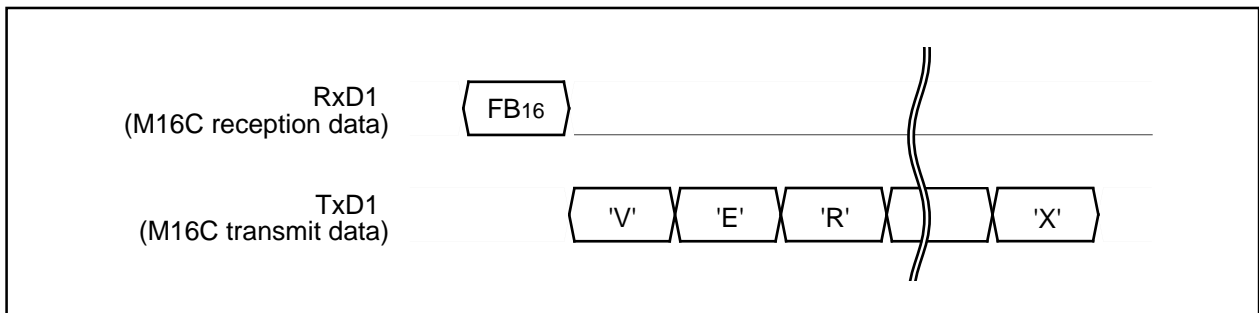 RxD1
(M16C reception data)
FB16
TxD1
(M16C transmit data)
'V' 'E' 'R' 'X'